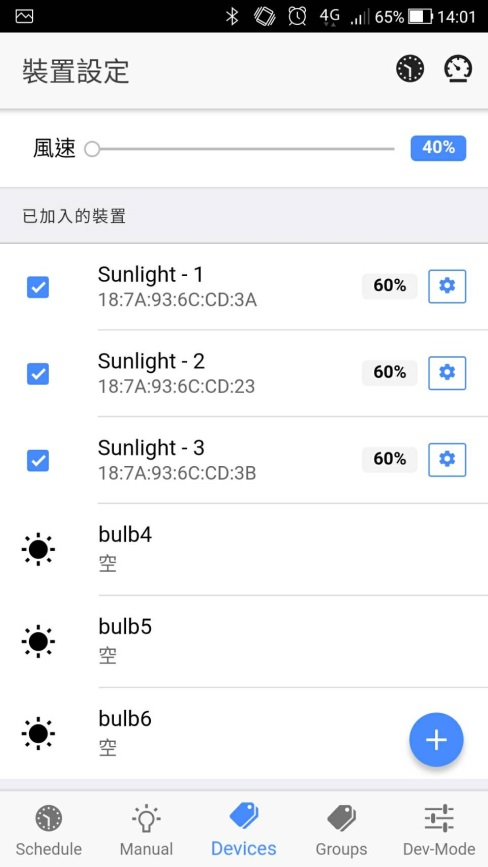 4G 65% 14:01
裝置設定
風速 40%
已加入的裝置
Sunlight - 1
18:7A:93:6C:CD:3A
60%
Sunlight - 2
18:7A:93:6C:CD:23
60%
Sunlight - 3
18:7A:93:6C:CD:3B
60%
bulb4
空
bulb5
空
bulb6
空
Schedule Manual Devices Groups Dev-Mode